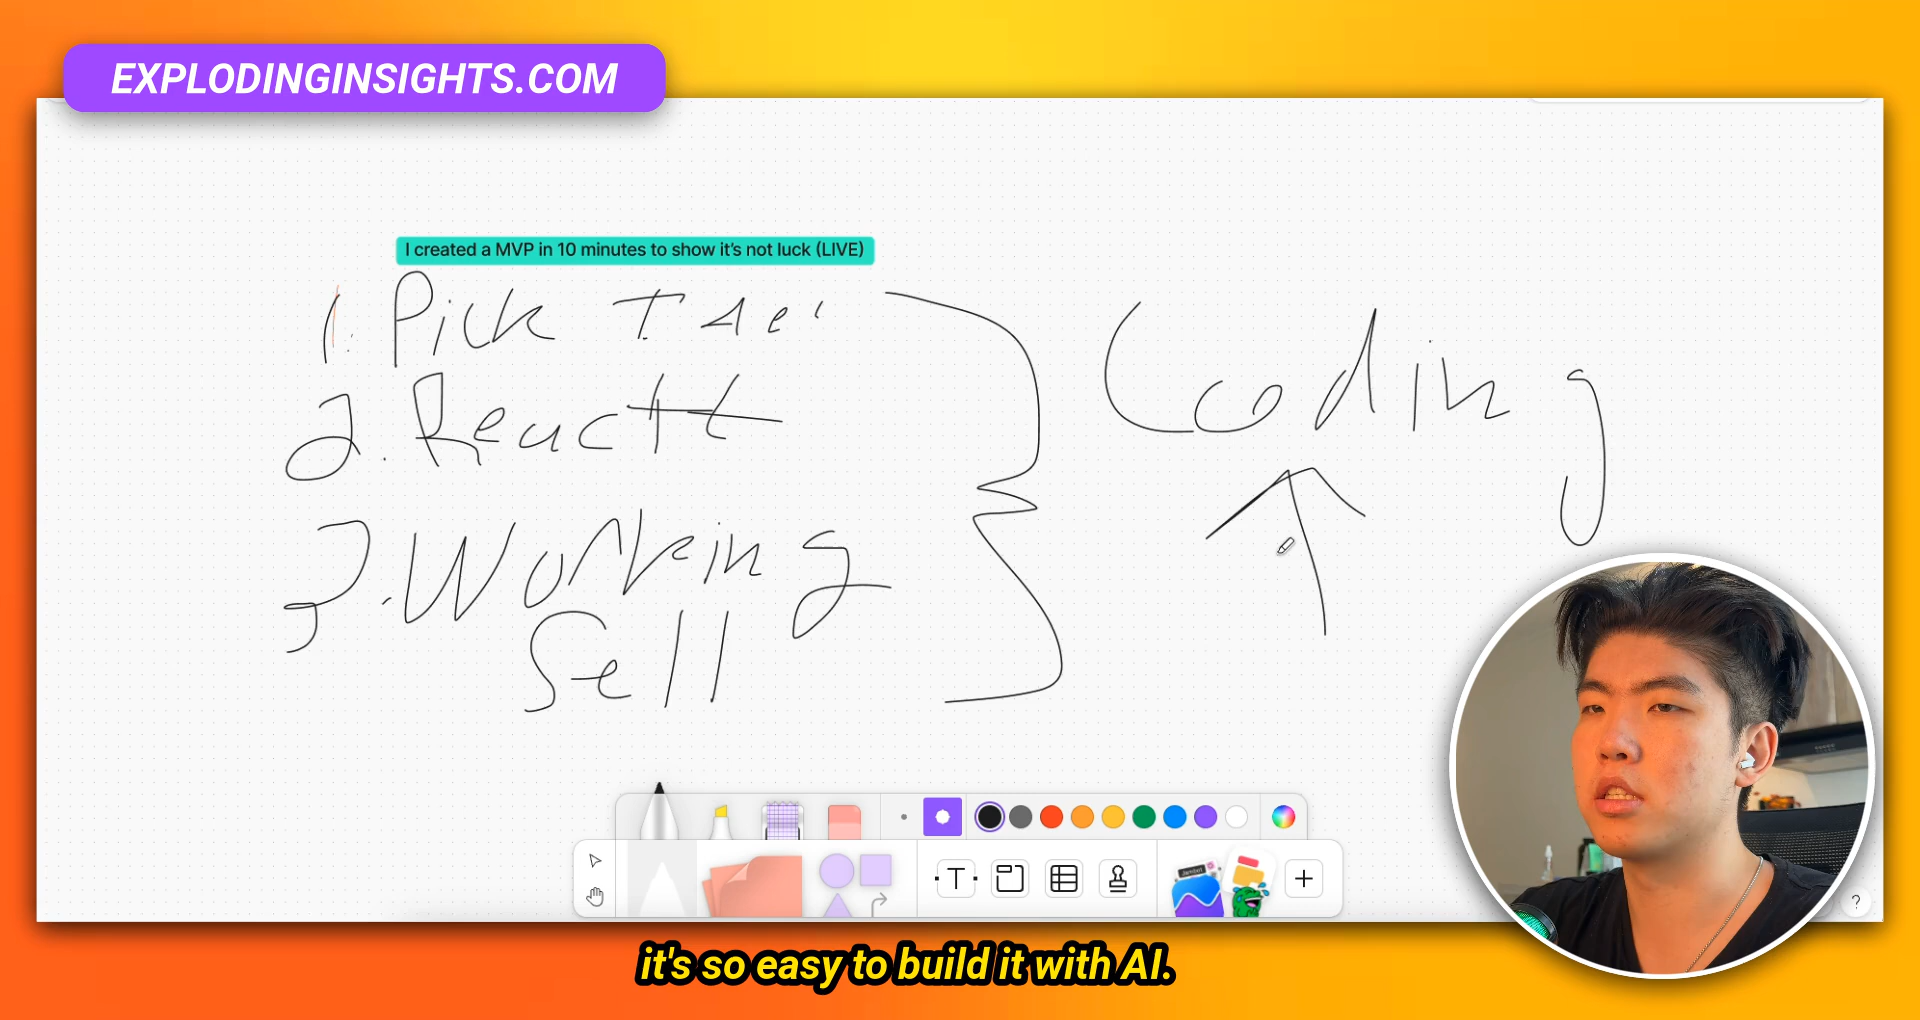 EXPLODINGINSIGHTS.COM
I created a MVP in 10 minutes to show it's not luck (LIVE)
1. Pick
2. Reactt
3. Working
Sell
Coding
T
?
it's so easy to build it with AI.